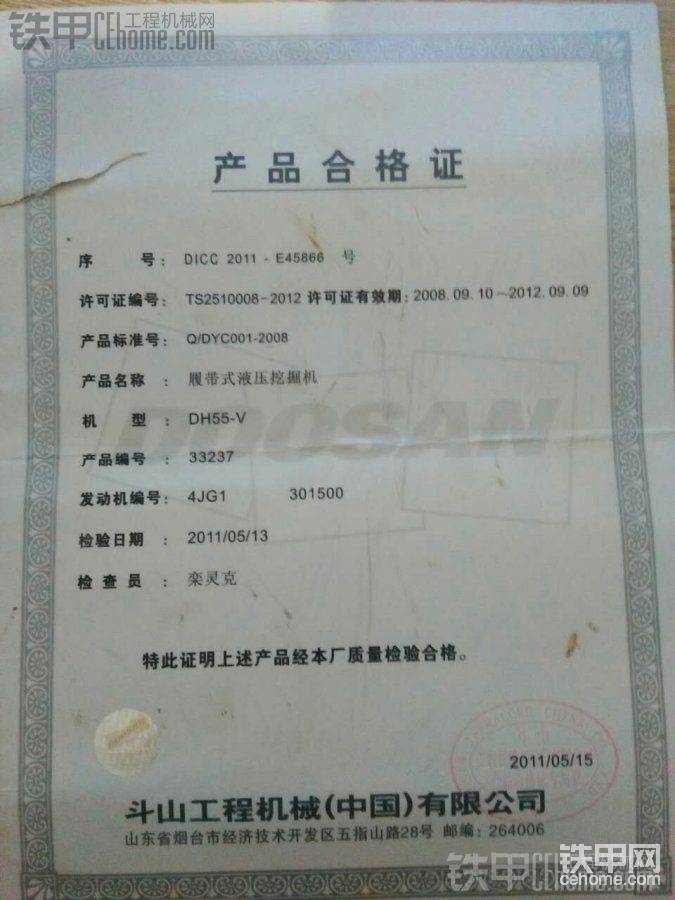 铁甲工程机械网
cehome.com
产品合格证
序 号： DICC 2011 - E45866 号
许可证编号： TS2510008-2012 许可证有效期：2008.09.10～2012.09.09
产品标准号： Q/DYC001-2008
产品名称 ： 履带式液压挖掘机
机 型 ： DH55-V
DOOSAN
产品编号 ： 33237
发动机编号： 4JG1 301500
检验日期 ： 2011/05/13
检 查 员 ： 栾灵克
特此证明上述产品经本厂质量检验合格。
2011/05/15
斗山工程机械(中国)有限公司
山东省烟台市经济技术开发区五指山路28号 邮编：264006
铁甲网
cehome.com